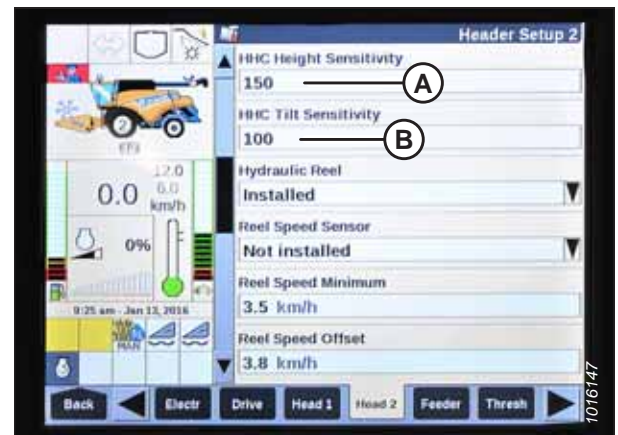 Header Setup 2
HHC Height Sensitivity
150
A
HHC Tilt Sensitivity
100
B
Hydraulic Reel
Installed
Reel Speed Sensor
Not installed
Reel Speed Minimum
3.5 km/h
Reel Speed Offset
3.8 km/h
2
12.0
0.0
6.0
km/h
0%
9:25 am - Jan 13, 2016
MAN
Back
Electr
Drive
Head 1
Head 2
Feeder
Thresh
1016147